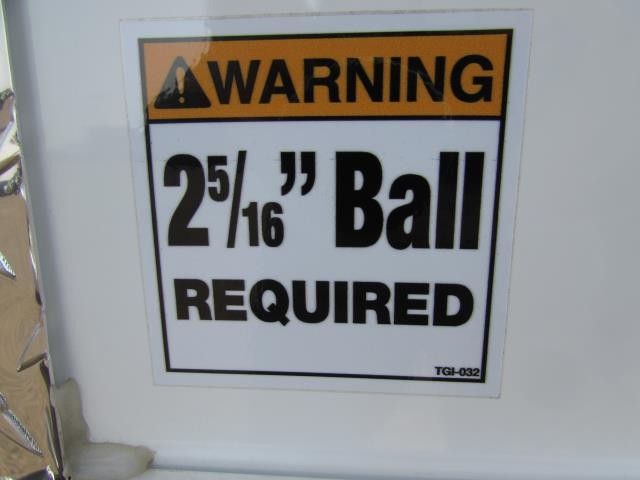 WARNING
2 5/16" Ball
REQUIRED
TGI-032